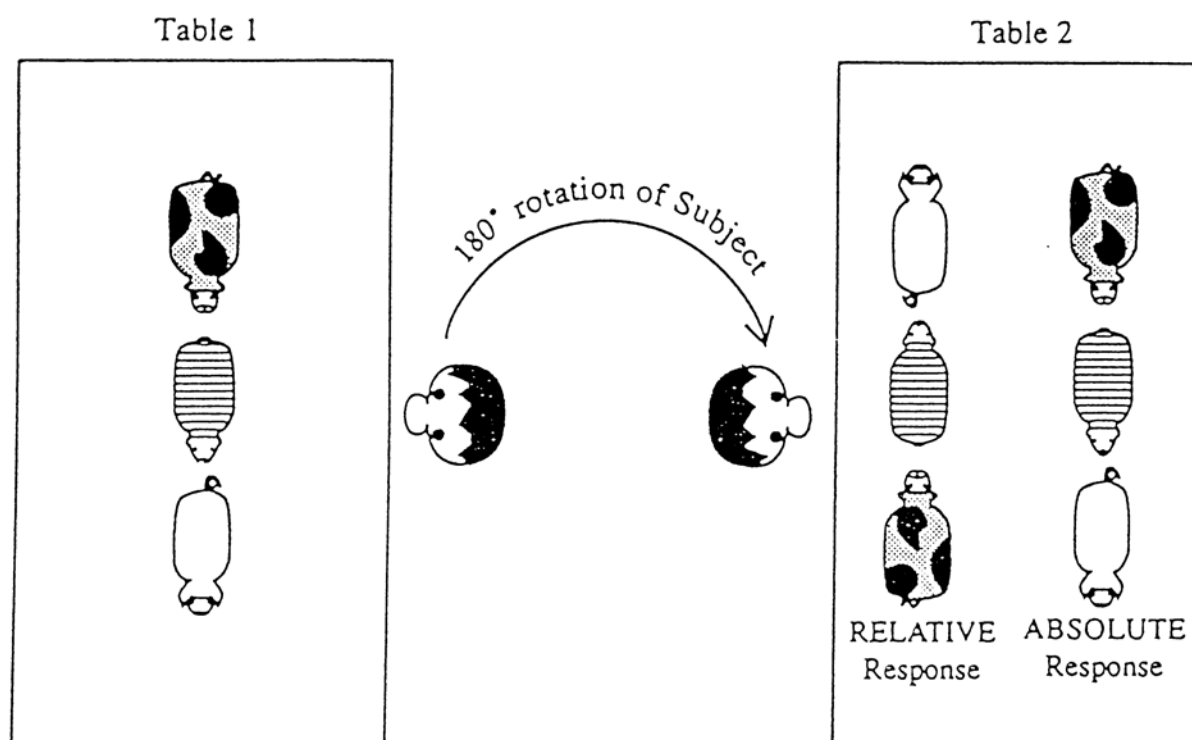 Table 1
Table 2
180° rotation of Subject
RELATIVE
Response
ABSOLUTE
Response